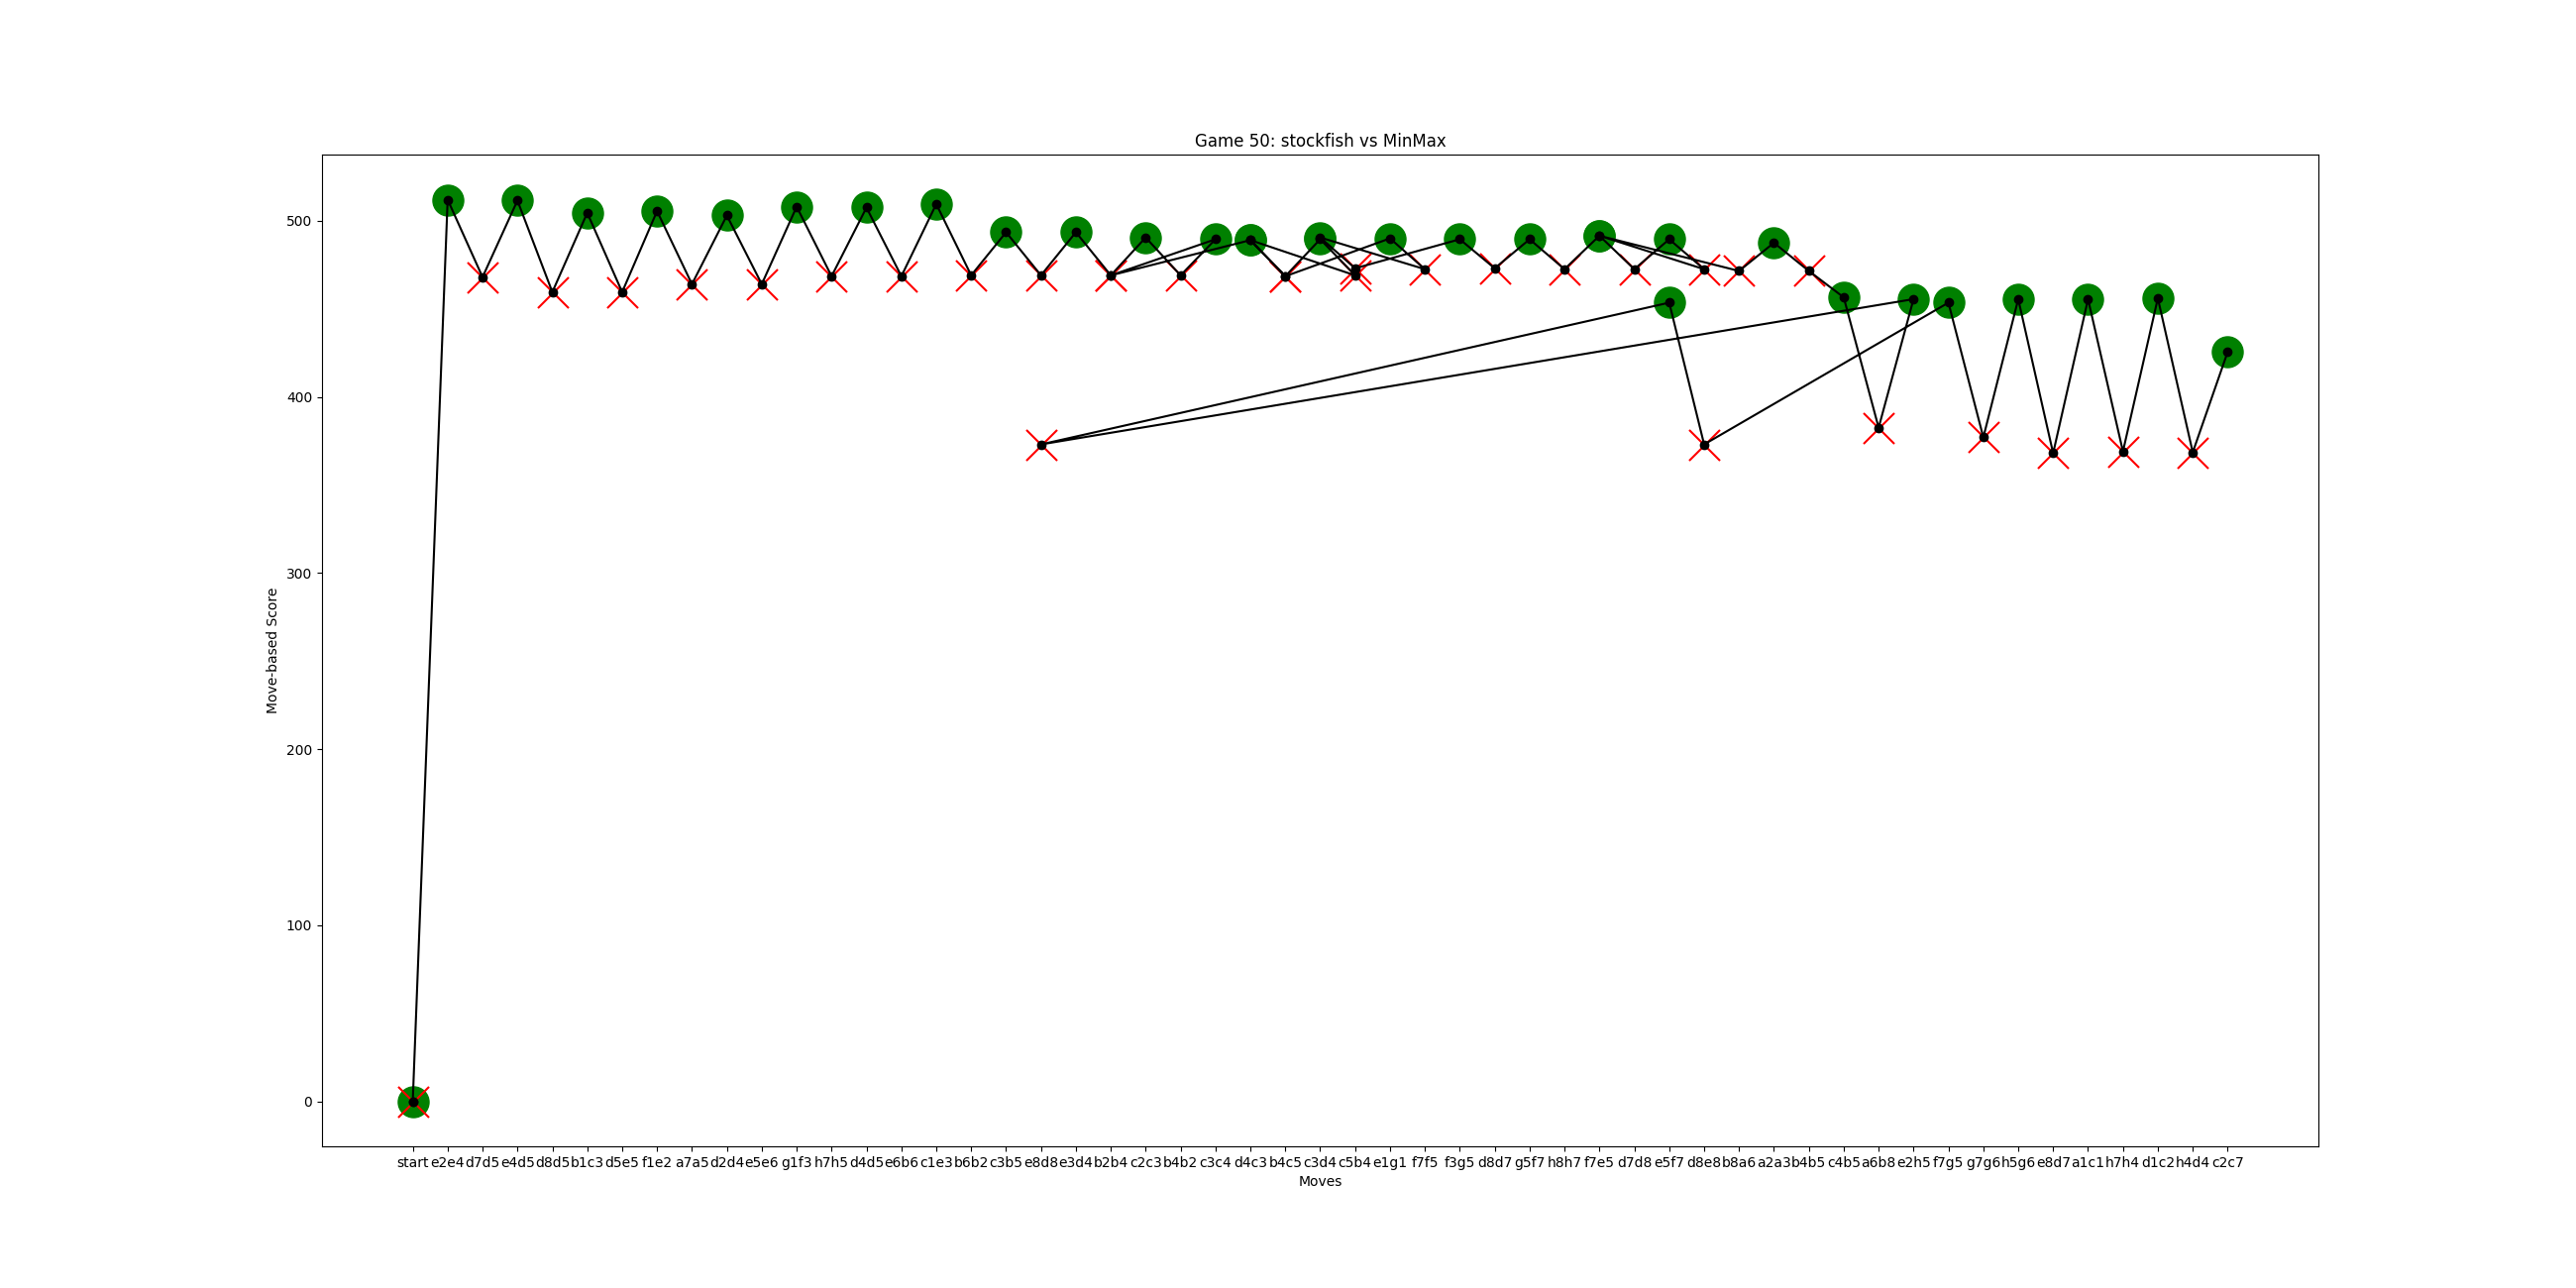 Game 50: stockfish vs MinMax
500
400
300
200
100
0
Move-based Score
start e2e4 d7d5 e4d5 d8d5 b1c3 d5e5 f1e2 a7a5 d2d4 e5e6 g1f3 h7h5 d4d5 e6b6 c1e3 b6b2 c3b5 e8d8 e3d4 b2b4 c2c3 b4b2 c3c4 d4c3 b4c5 c3d4 c5b4 e1g1 f7f5 f3g5 d8d7 g5f7 h8h7 f7e5 d7d8 e5f7 d8e8 b8a6 a2a3 b4b5 c4b5 a6b8 e2h5 f7g5 g7g6 h5g6 e8d7 a1c1 h7h4 d1c2 h4d4 c2c7
Moves